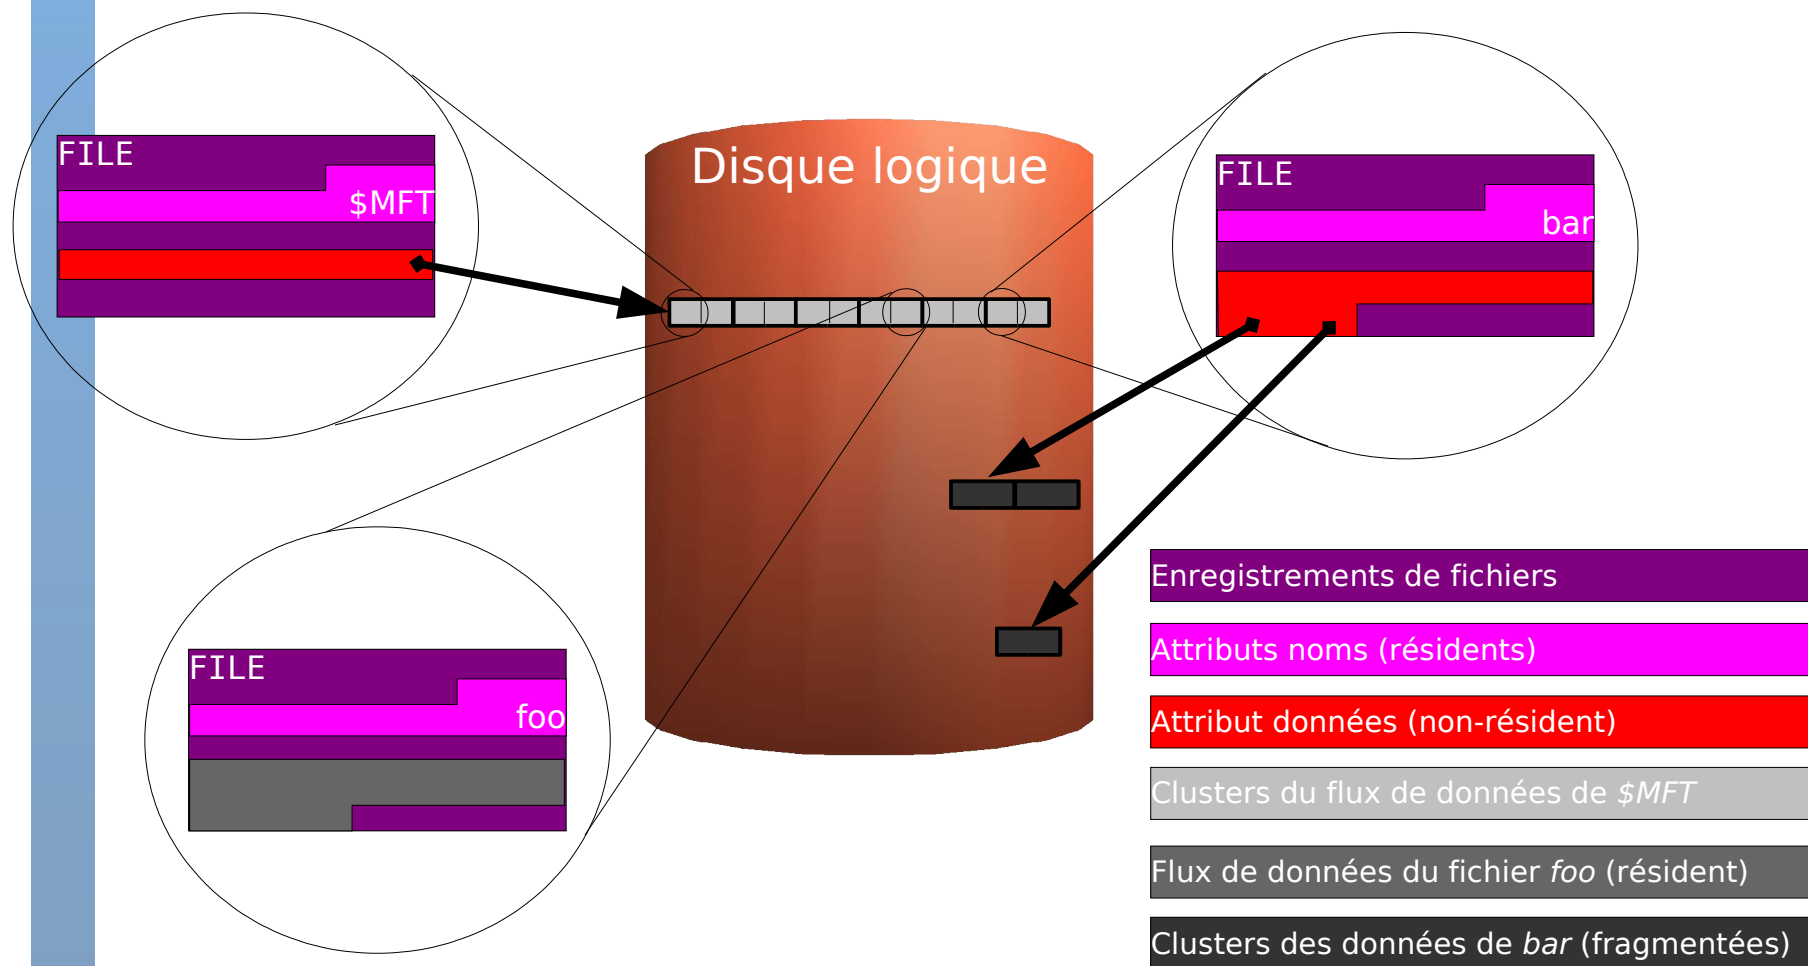 Disque logique
FILE
$MFT
FILE
bar
FILE
foo
Enregistrements de fichiers
Attributs noms (résidents)
Attribut données (non-résident)
Clusters du flux de données de $MFT
Flux de données du fichier foo (résident)
Clusters des données de bar (fragmentées)